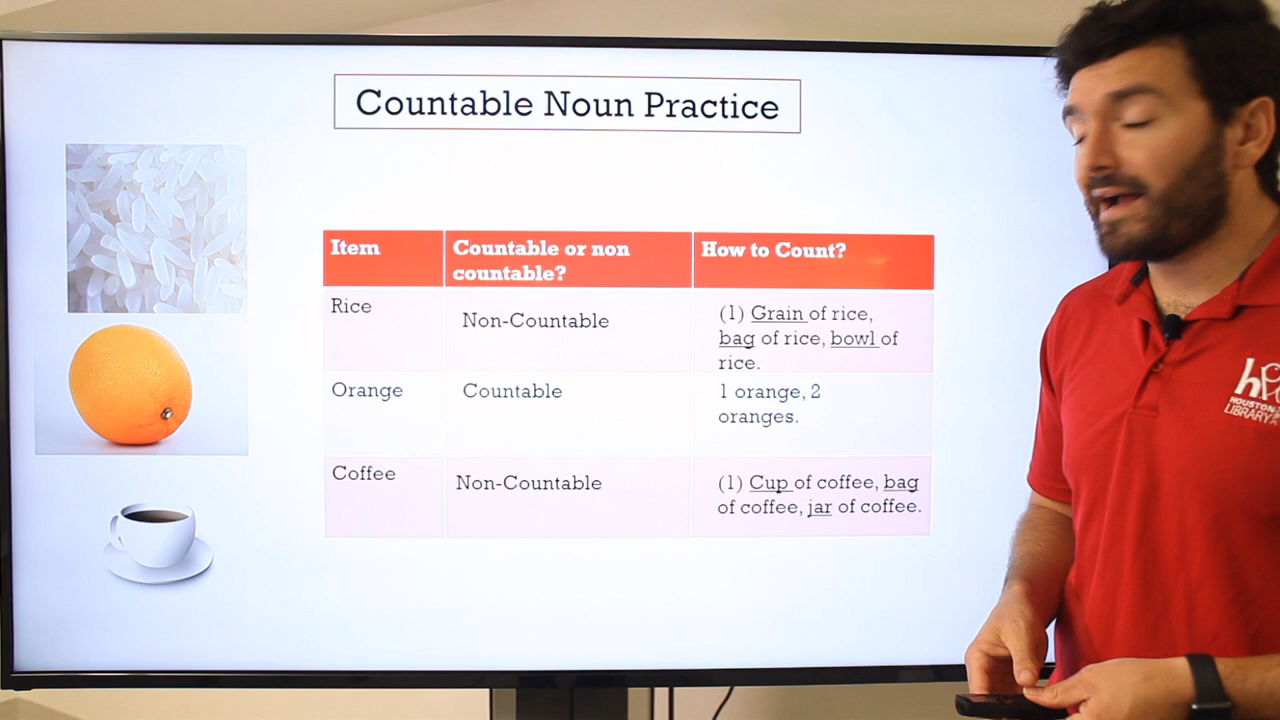 Countable Noun Practice
Item
Countable or non
countable?
How to Count?
Rice
Non-Countable
(1) Grain of rice,
bag of rice, bowl of
rice.
Orange
Countable
1 orange, 2
oranges.
Coffee
Non-Countable
(1) Cup of coffee, bag
of coffee, jar of coffee.
HOUSTON
LIBRARY